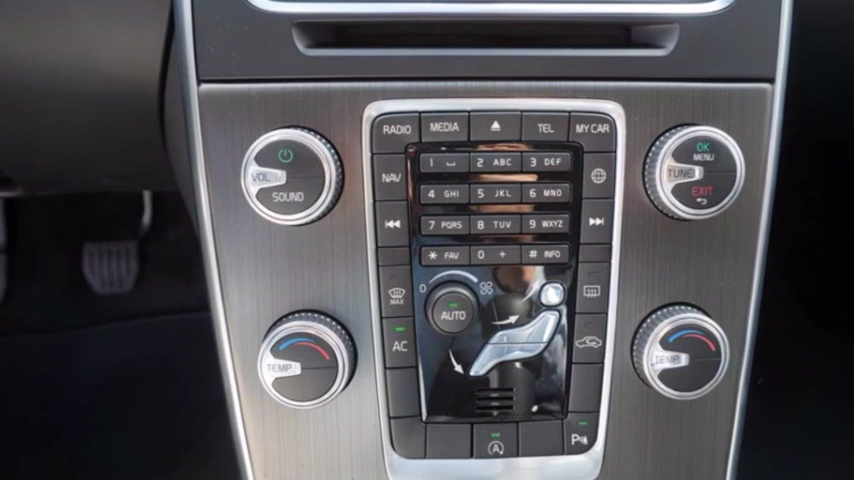 RADIO MEDIA TEL MY CAR
1 2 ABC 3 DEF
OK
MENU
VOL
NAV
TUNE
SOUND
4 GHI 5 JKL 6 MNO
EXIT
7 PQRS 8 TUV 9 WXYZ
* FAV 0 + # INFO
0
MAX
AUTO
AC
TEMP
TEMP
A
P